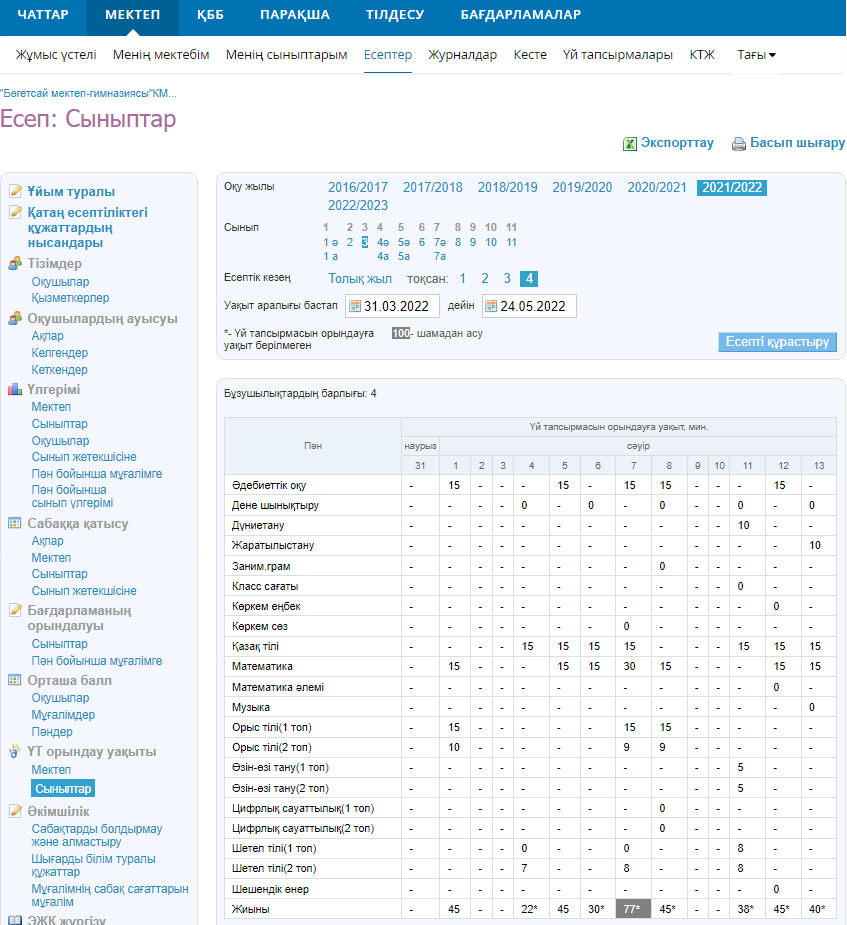 ЧАТТАР МЕКТЕП ҚББ ПАРАҚША ТІЛДЕСУ БАҒДАРЛАМАЛАР
Жұмыс үстелі Менің мектебім Менің сыныптарым Есептер Журналдар Кесте Үй тапсырмалары КТЖ Тағы
"Бөгетсай мектеп-гимназиясы"КМ...
Есеп: Сыныптар
Экспорттау Басып шығару
Ұйым туралы
Қатаң есептіліктегі
құжаттардың
нысандары
Тізімдер
Оқушылар
Қызметкерлер
Оқушылардың ауысуы
Ақпар
Келгендер
Кеткендер
Үлгерімі
Мектеп
Сыныптар
Оқушылар
Сынып жетекшісіне
Пән бойынша мұғалімге
Пән бойынша
сынып үлгерімі
Сабаққа қатысу
Ақпар
Мектеп
Сыныптар
Сынып жетекшісіне
Бағдарламаның
орындалуы
Сыныптар
Пән бойынша мұғалімге
Орташа балл
Оқушылар
Мұғалімдер
Пәндер
ҮТ орындау уақыты
Мектеп
Сыныптар
Әкімшілік
Сабақтарды болдырмау
және алмастыру
Шығарды білім туралы
құжаттар
Мұғалімнің сабақ сағаттарын
мұғалім
ЭЖК жүргізу
Оқу жылы 2016/2017 2017/2018 2018/2019 2019/2020 2020/2021 2021/2022
2022/2023
Сынып 1 2 3 4 5 6 7 8 9 10 11
1 ә 2 3 4ә 5ә 6 7ә 8 9 10 11
1 а 4а 5а 7а
Есептік кезең Толық жыл тоқсан: 1 2 3 4
Уақыт аралығы бастап 31.03.2022 дейін 24.05.2022
*- Үй тапсырмасын орындауға 100- шамадан асу
уақыт берілмеген
Есепті құрастыру
Бұзушылықтардың барлығы: 4
Пән Үй тапсырмасын орындауға уақыт, мин.
наурыз сәуір
31 1 2 3 4 5 6 7 8 9 10 11 12 13
Әдебиеттік оқу - 15 - - - 15 - 15 15 - - - 15 -
Дене шынықтыру - - - - 0 - 0 - 0 - - 0 - 0
Дүниетану - - - - - - - - - - - 10 - -
Жаратылыстану - - - - - - - - - - - - - 10
Заним.грам - - - - - - - - 0 - - - - -
Класс сағаты - - - - - - - - - - - 0 - -
Көркем еңбек - - - - - - - - - - - - 0 -
Көркем сөз - - - - - - - 0 - - - - - -
Қазақ тілі - - - - 15 15 15 15 - - - 15 15 15
Математика - 15 - - - 15 15 30 15 - - - 15 15
Математика әлемі - - - - - - - - - - - - 0 -
Музыка - - - - - - - - - - - - - 0
Орыс тілі(1 топ) - 15 - - - - - 15 15 - - - - -
Орыс тілі(2 топ) - 10 - - - - - 9 9 - - - - -
Өзін-өзі тану(1 топ) - - - - - - - - - - - 5 - -
Өзін-өзі тану(2 топ) - - - - - - - - - - - 5 - -
Цифрлық сауаттылық(1 топ) - - - - - - - - 0 - - - - -
Цифрлық сауаттылық(2 топ) - - - - - - - - 0 - - - - -
Шетел тілі(1 топ) - - - - 0 - - 0 - - - 8 - -
Шетел тілі(2 топ) - - - - 7 - - 8 - - - 8 - -
Шешендік өнер - - - - - - - - - - - - 0 -
Жиыны - 45 - - 22* 45 30* 77* 45* - - 38* 45* 40*